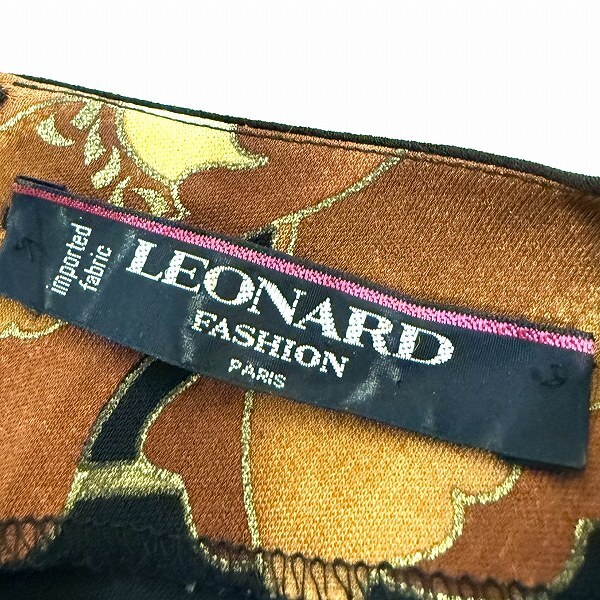 imported
fabric
LEONARD
FASHION
PARIS